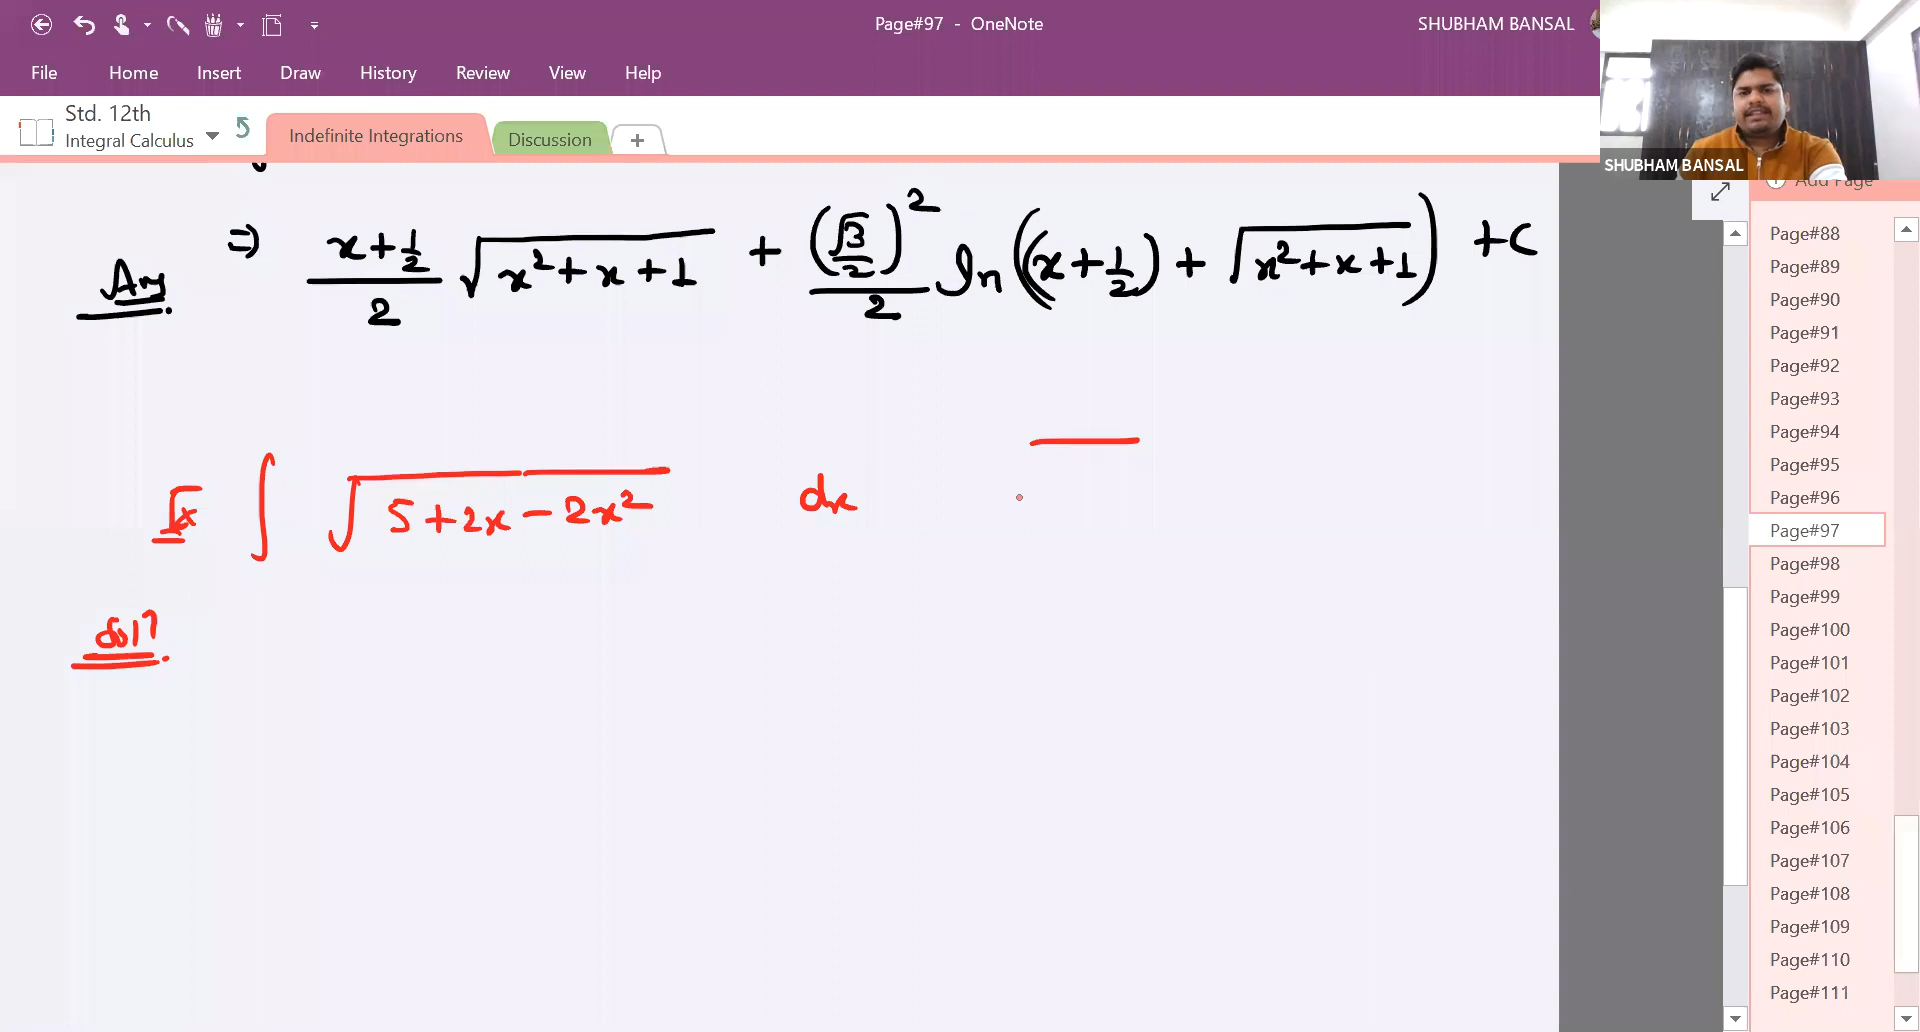 Page#97 - OneNote
SHUBHAM BANSAL
File Home Insert Draw History Review View Help
Std. 12th
Integral Calculus
Indefinite Integrations
Discussion
+
SHUBHAM BANSAL
Add Page
Ans. ⇒ (x+1/2)/2 √(x²+x+1) + (√3/2)²/2 ln((x+1/2) + √(x²+x+1)) + C
Ex ∫ √(5+2x-2x²) dx
Solⁿ.
Page#88
Page#89
Page#90
Page#91
Page#92
Page#93
Page#94
Page#95
Page#96
Page#97
Page#98
Page#99
Page#100
Page#101
Page#102
Page#103
Page#104
Page#105
Page#106
Page#107
Page#108
Page#109
Page#110
Page#111